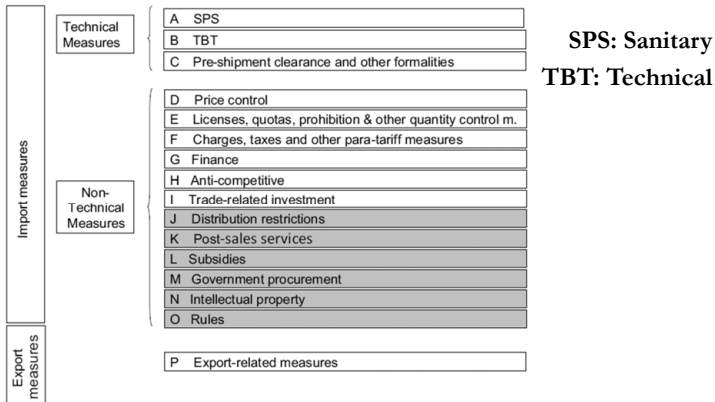 Import measures
Technical
Measures
A SPS
B TBT
C Pre-shipment clearance and other formalities
Non-
Technical
Measures
D Price control
E Licenses, quotas, prohibition & other quantity control m.
F Charges, taxes and other para-tariff measures
G Finance
H Anti-competitive
I Trade-related investment
J Distribution restrictions
K Post-sales services
L Subsidies
M Government procurement
N Intellectual property
O Rules
Export
measures
P Export-related measures
SPS: Sanitary
TBT: Technical